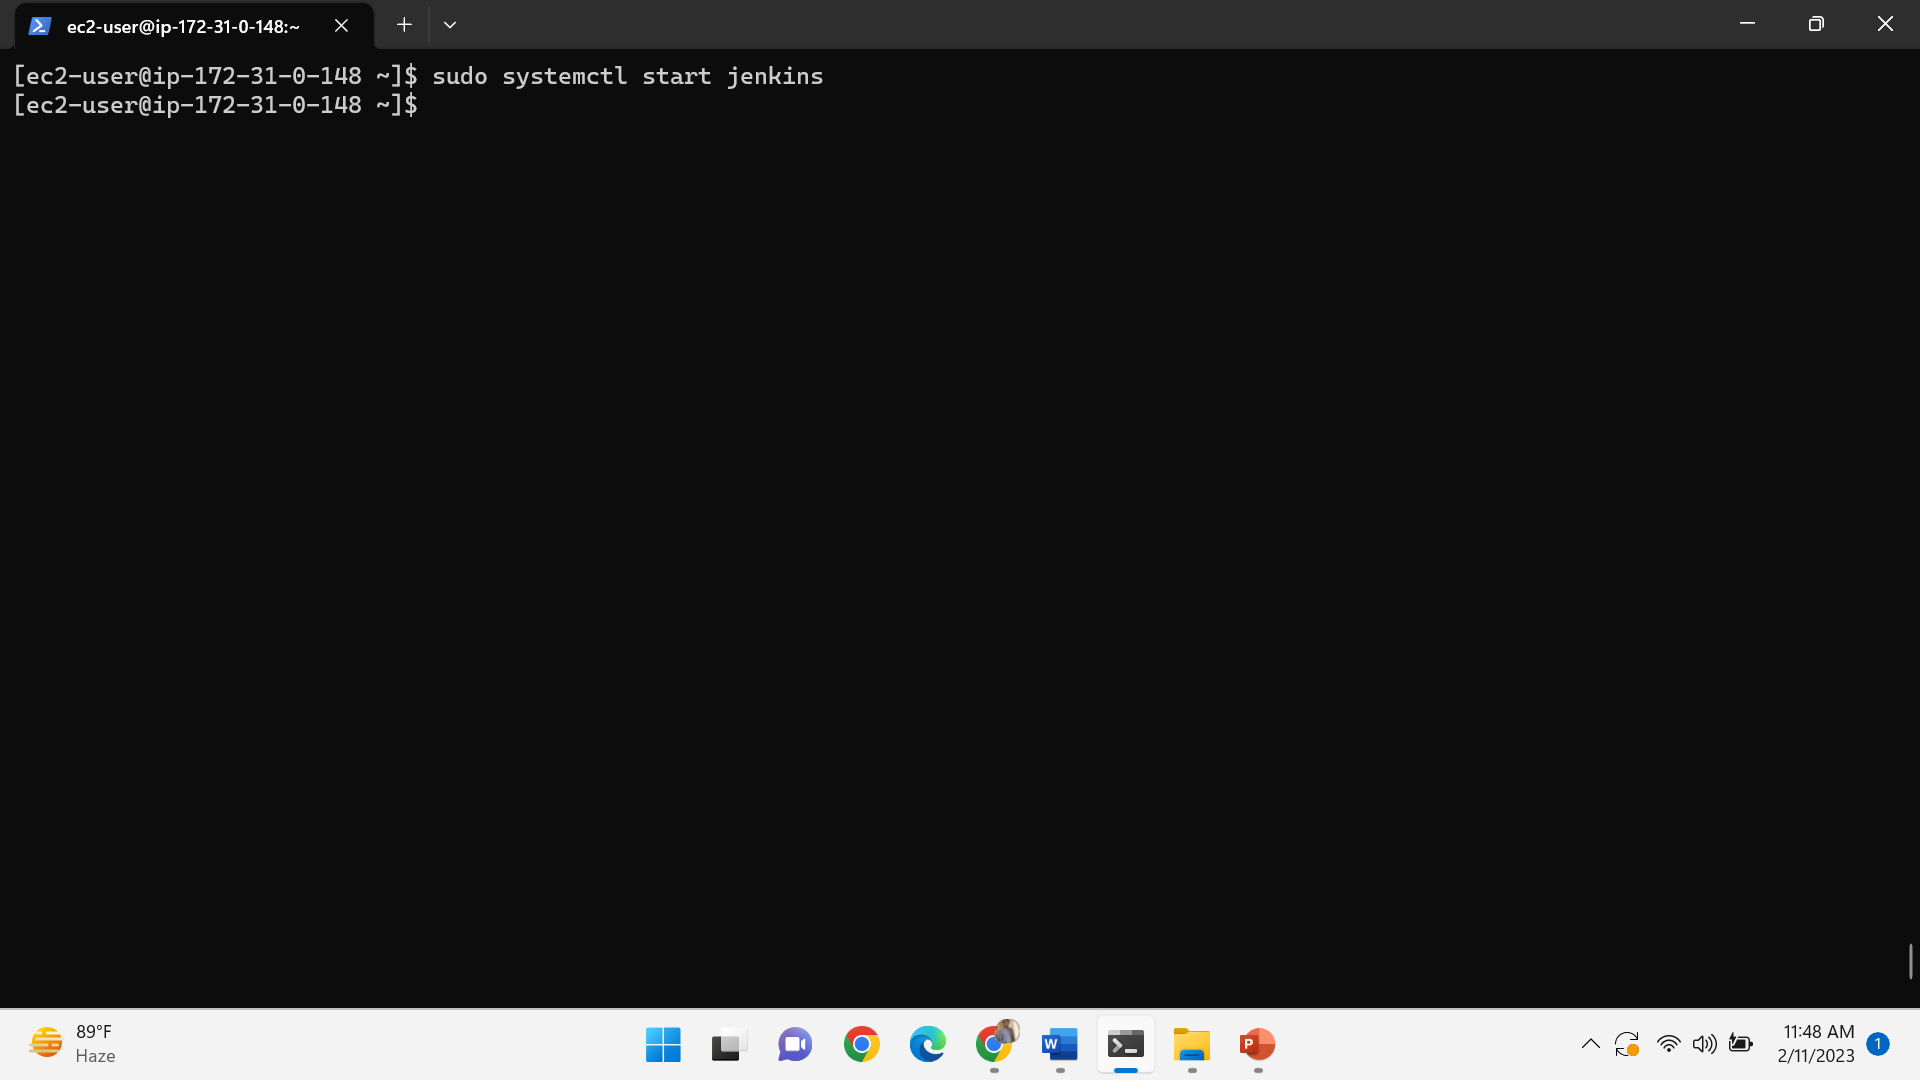 ec2-user@ip-172-31-0-148:~
[ec2-user@ip-172-31-0-148 ~]$ sudo systemctl start jenkins
[ec2-user@ip-172-31-0-148 ~]$
89°F
Haze
W
P
11:48 AM
2/11/2023
1